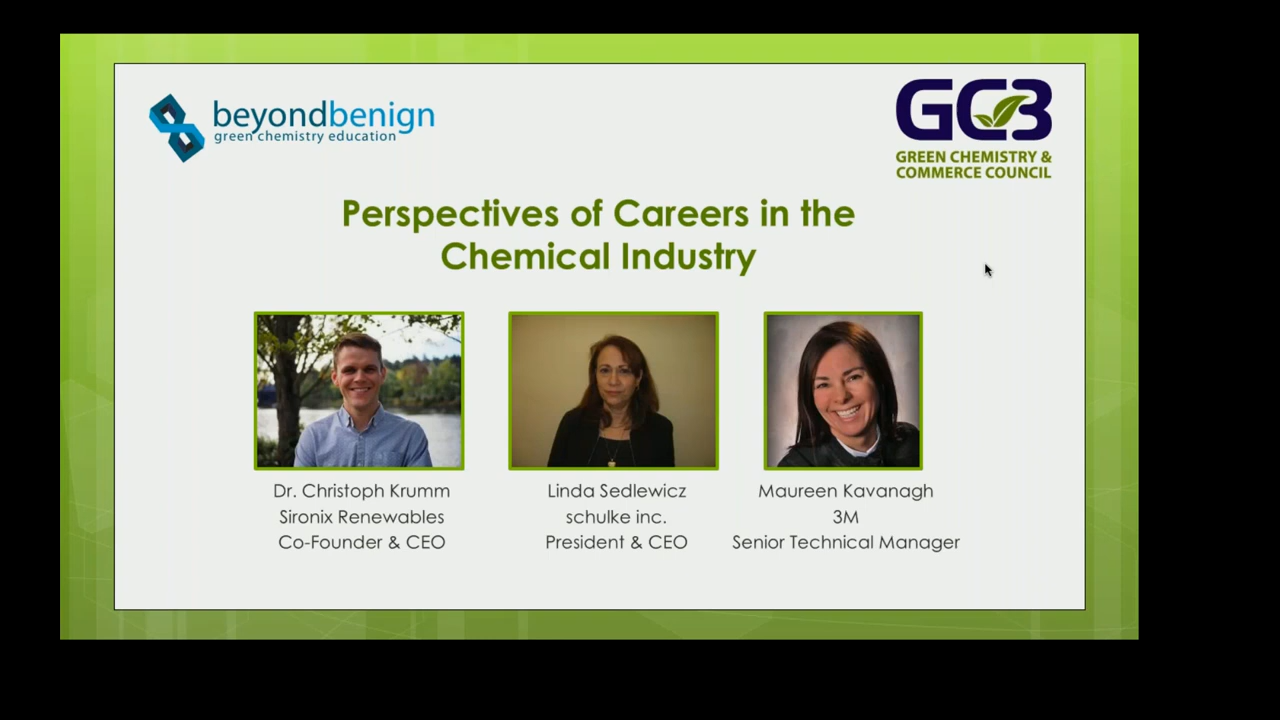 beyondbenign
green chemistry education
GC3
GREEN CHEMISTRY &
COMMERCE COUNCIL
Perspectives of Careers in the
Chemical Industry
Dr. Christoph Krumm
Sironix Renewables
Co-Founder & CEO
Linda Sedlewicz
schulke inc.
President & CEO
Maureen Kavanagh
3M
Senior Technical Manager